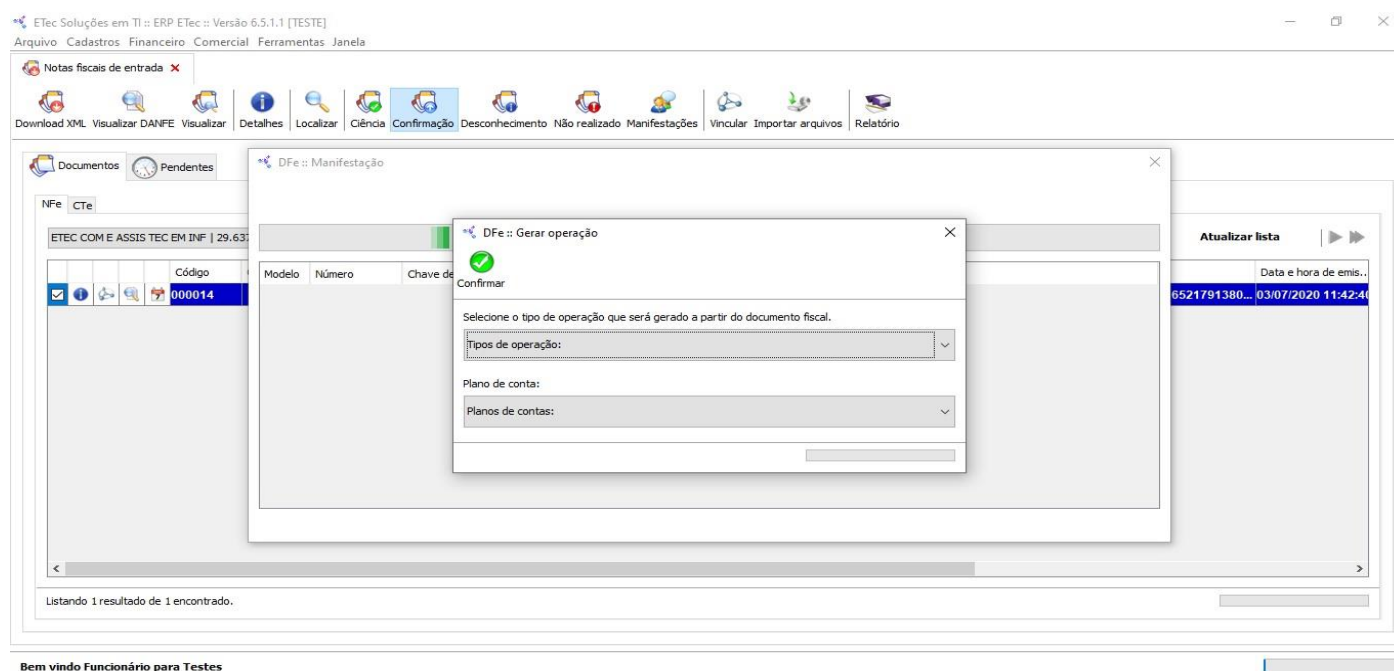 ETec Soluções em TI :: ERP ETec :: Versão 6.5.1.1 [TESTE]
Arquivo Cadastros Financeiro Comercial Ferramentas Janela
Notas fiscais de entrada
Download XML Visualizar DANFE Visualizar Detalhes Localizar Ciência Confirmação Desconhecimento Não realizado Manifestações Vincular Importar arquivos Relatório
Documentos Pendentes
DFe :: Manifestação
NFe CTe
ETEC COM E ASSIS TEC EM INF | 29.637
Atualizar lista
DFe :: Gerar operação
Confirmar
Código
Modelo Número Chave de
Data e hora de emis..
000014
6521791380... 03/07/2020 11:42:40
Selecione o tipo de operação que será gerado a partir do documento fiscal.
Tipos de operação:
Plano de conta:
Planos de contas:
Listando 1 resultado de 1 encontrado.
Bem vindo Funcionário para Testes